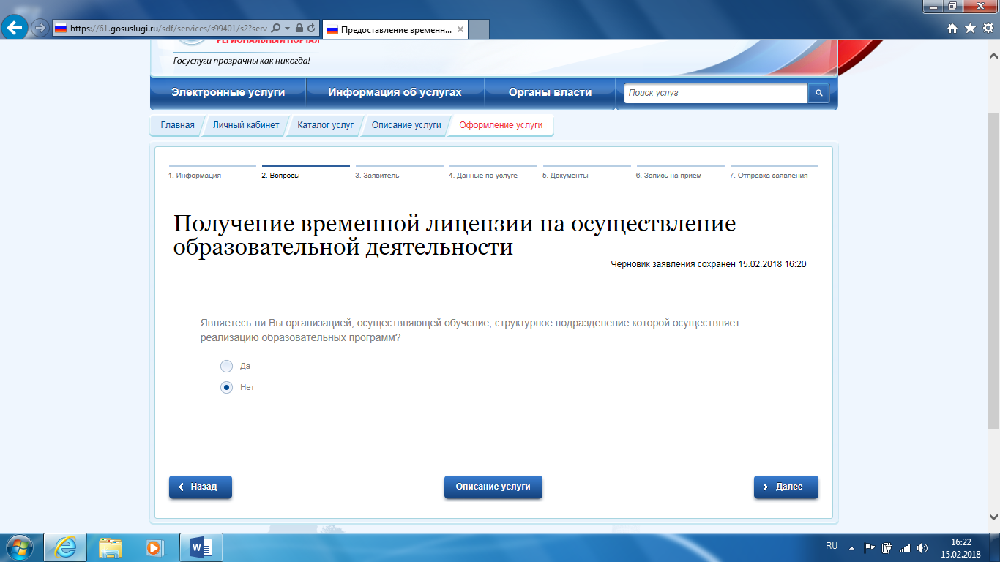 https://61.gosuslugi.ru/sdf/services/s99401/s2?serv
Предоставление временн...
РЕГИОНАЛЬНЫЙ ПОРТАЛ
Госуслуги прозрачны как никогда!
Электронные услуги
Информация об услугах
Органы власти
Поиск услуг
Главная
Личный кабинет
Каталог услуг
Описание услуги
Оформление услуги
1. Информация
2. Вопросы
3. Заявитель
4. Данные по услуге
5. Документы
6. Запись на прием
7. Отправка заявления
Получение временной лицензии на осуществление
образовательной деятельности
Черновик заявления сохранен 15.02.2018 16:20
Являетесь ли Вы организацией, осуществляющей обучение, структурное подразделение которой осуществляет
реализацию образовательных программ?
Да
Нет
Назад
Описание услуги
Далее
W
RU
16:22
15.02.2018